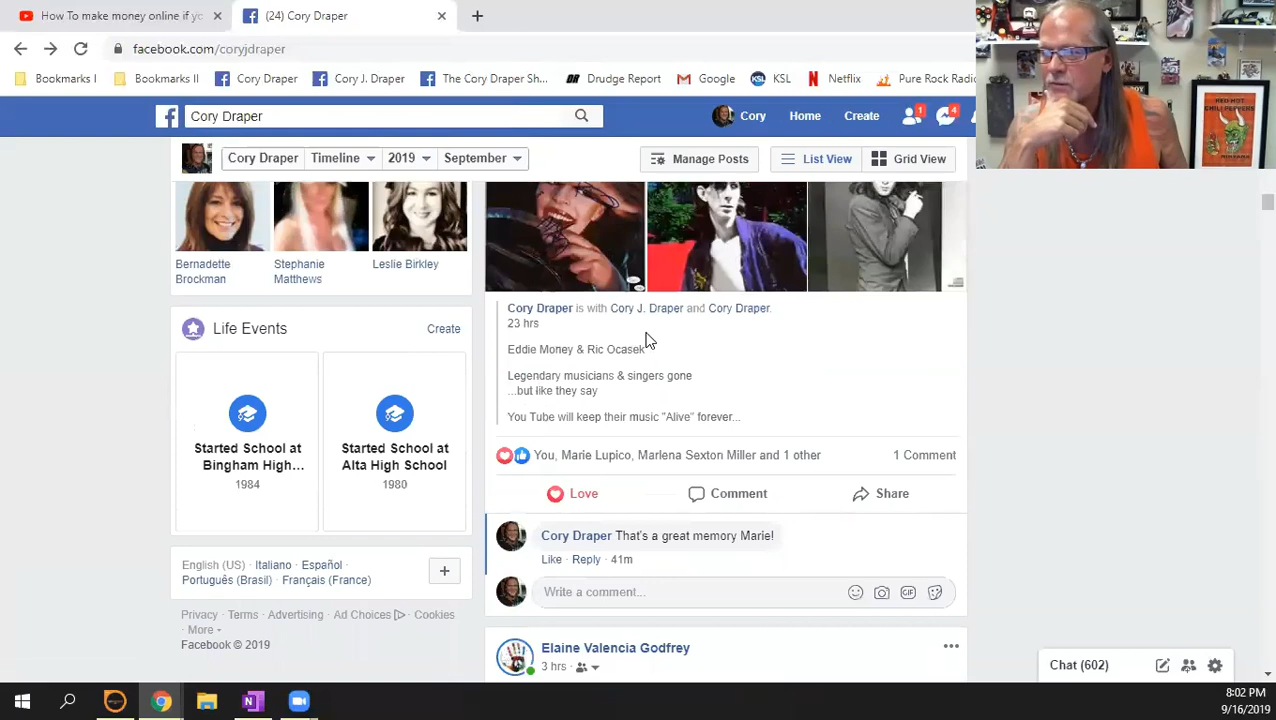 How To make money online if yo
(24) Cory Draper
facebook.com/coryjdraper
Bookmarks I
Bookmarks II
Cory Draper
Cory J. Draper
The Cory Draper Sh...
Drudge Report
Google
KSL
KSL
Netflix
Pure Rock Radio
RED HOT
CHILI PEPPERS
Cory Draper
Cory
Home
Create
1
4
Cory Draper
Timeline
2019
September
Manage Posts
List View
Grid View
Bernadette
Brockman
Stephanie
Matthews
Leslie Birkley
Life Events
Create
Started School at
Bingham High...
1984
Started School at
Alta High School
1980
English (US) · Italiano · Español ·
Português (Brasil) · Français (France)
Privacy · Terms · Advertising · Ad Choices · Cookies ·
More
Facebook © 2019
Cory Draper is with Cory J. Draper and Cory Draper.
23 hrs
Eddie Money & Ric Ocasek
Legendary musicians & singers gone
...but like they say
You Tube will keep their music "Alive" forever...
You, Marie Lupico, Marlena Sexton Miller and 1 other
1 Comment
Love
Comment
Share
Cory Draper That's a great memory Marie!
Like · Reply · 41m
Write a comment...
GIF
Elaine Valencia Godfrey
3 hrs ·
Chat (602)
N
8:02 PM
9/16/2019